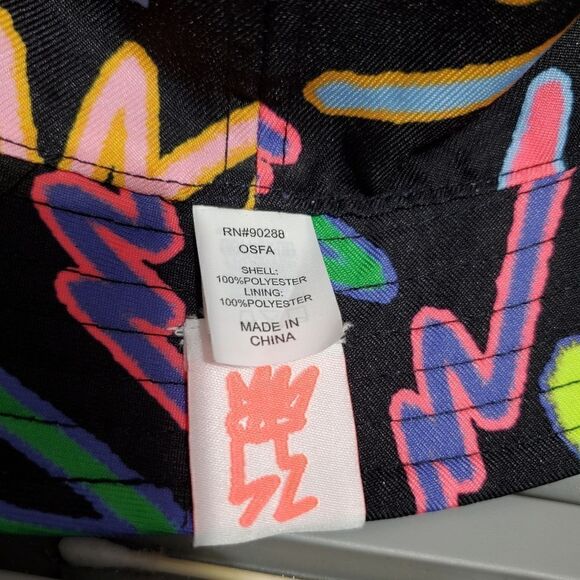 RN#90288
OSFA
SHELL:
100%POLYESTER
LINING:
100%POLYESTER
MADE IN
CHINA